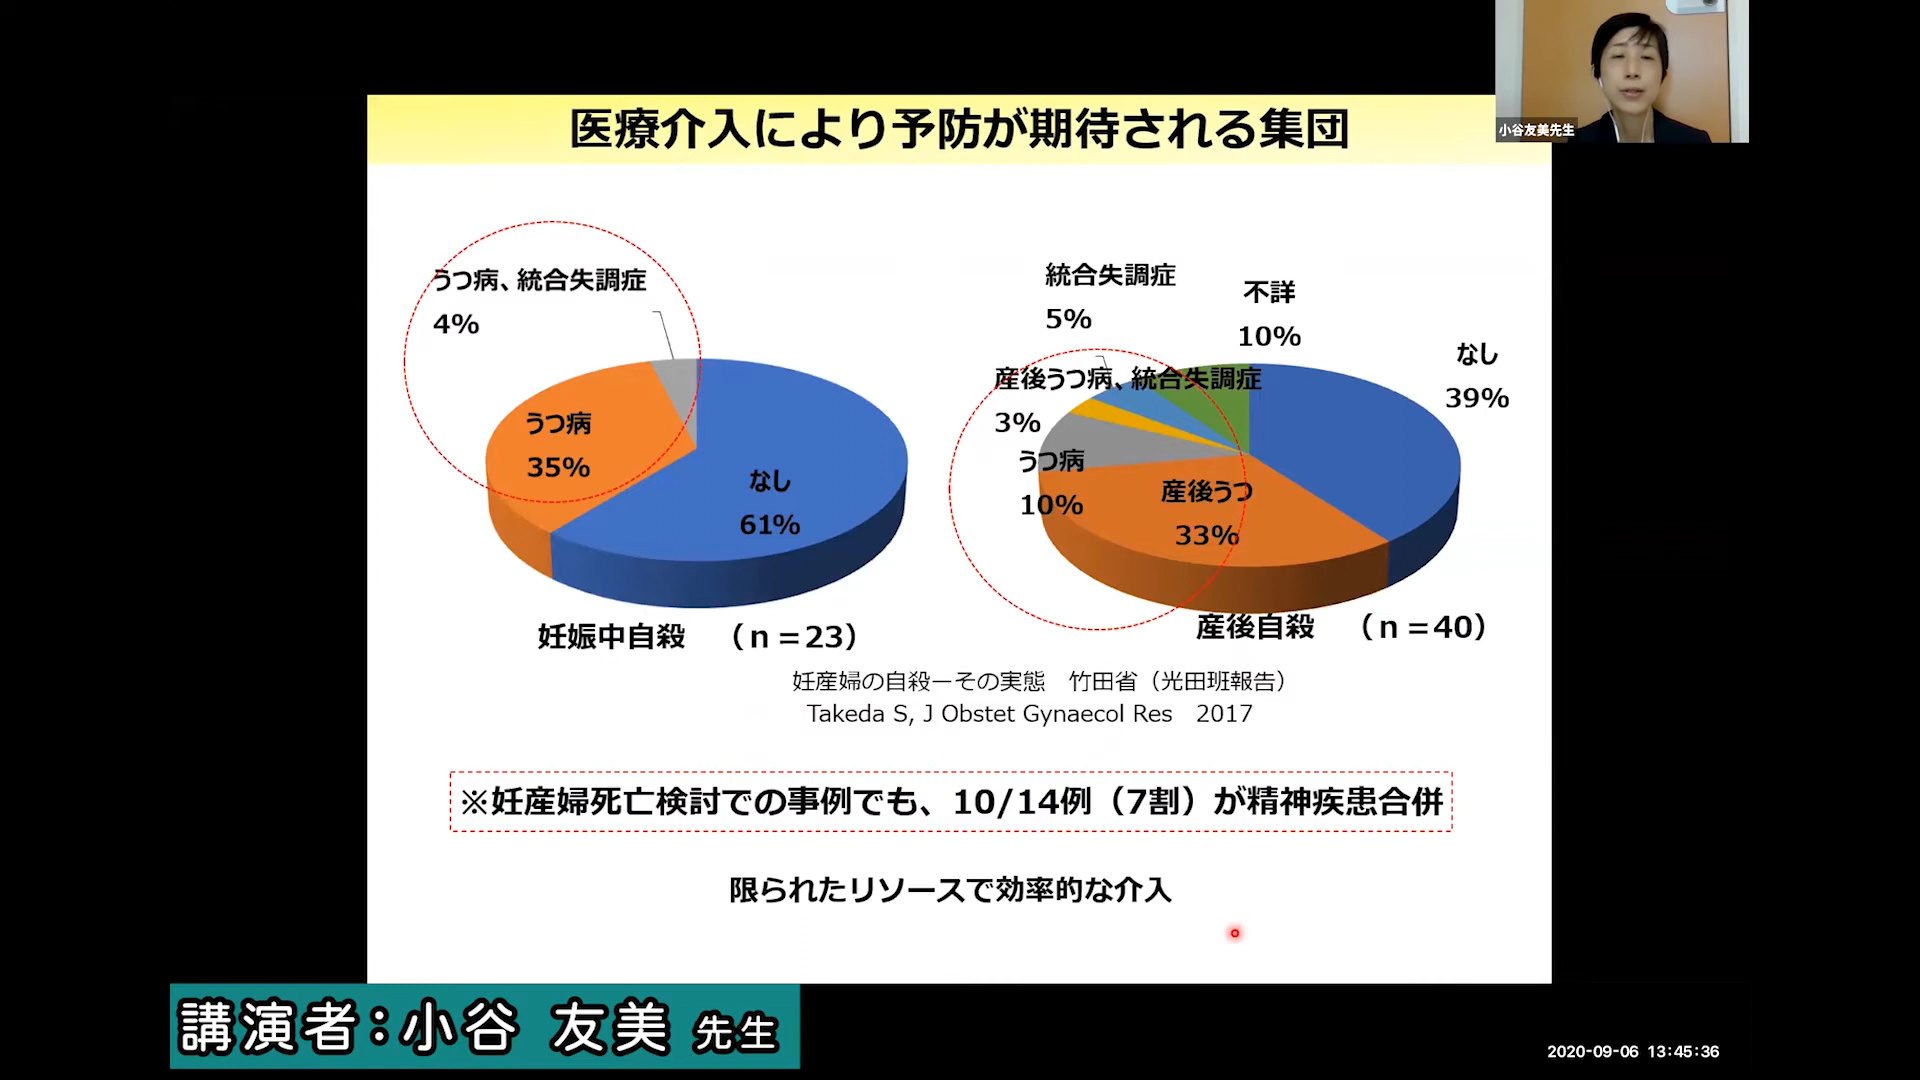 医療介入により予防が期待される集団
小谷友美先生
うつ病、統合失調症
4%
うつ病
35%
なし
61%
妊娠中自殺 （n＝23）
統合失調症
5%
不詳
10%
なし
39%
産後うつ病、統合失調症
3%
うつ病
10%
産後うつ
33%
産後自殺 （n＝40）
妊産婦の自殺ーその実態 竹田省（光田班報告）
Takeda S, J Obstet Gynaecol Res 2017
※妊産婦死亡検討での事例でも、10/14例（7割）が精神疾患合併
限られたリソースで効率的な介入
講演者：小谷 友美 先生
2020-09-06 13:45:36